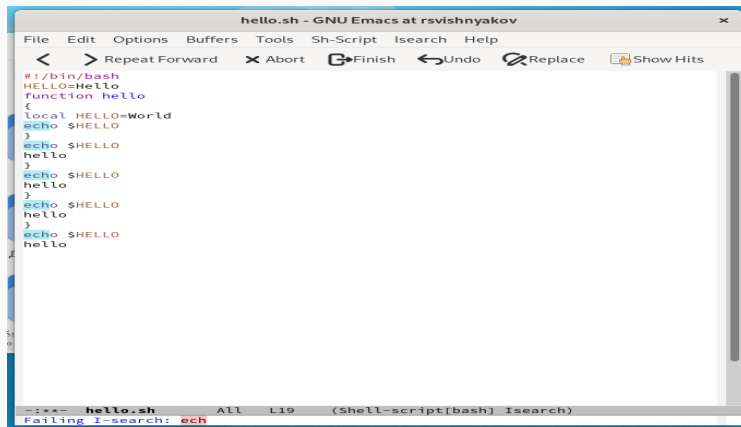 hello.sh - GNU Emacs at rsvishnyakov
File Edit Options Buffers Tools Sh-Script Isearch Help
Repeat Forward Abort Finish Undo Replace Show Hits
#!/bin/bash
HELLO=Hello
function hello
{
local HELLO=World
echo $HELLO
}
echo $HELLO
hello
}
echo $HELLO
hello
}
echo $HELLO
hello
}
echo $HELLO
hello
-:**- hello.sh All L19 (Shell-script[bash] Isearch)
Failing I-search: ech